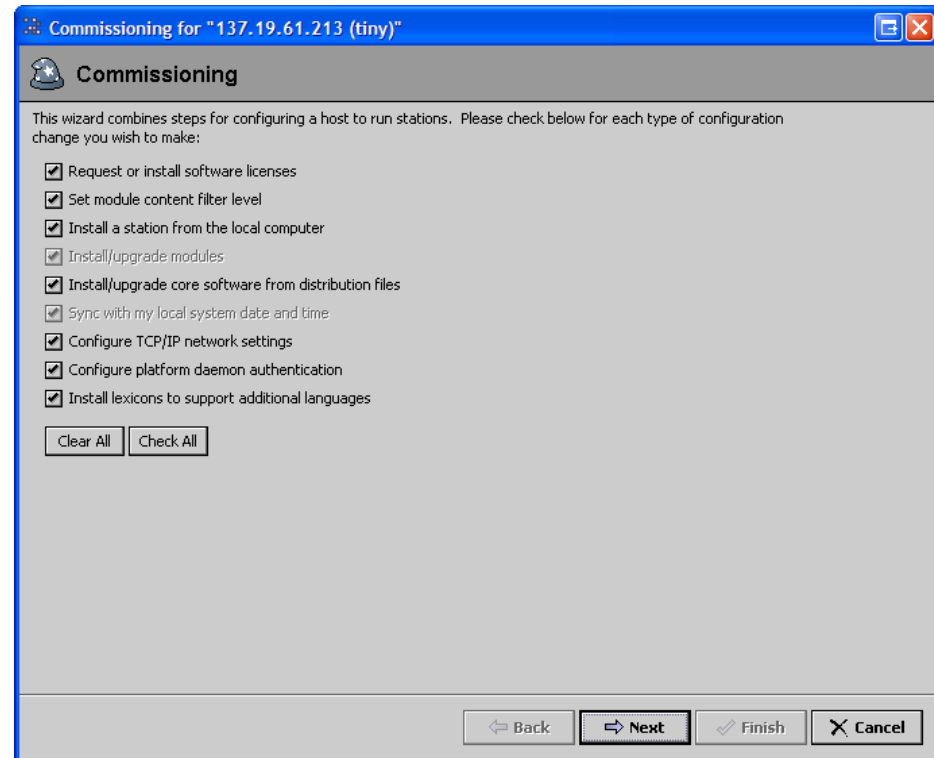 Commissioning for "137.19.61.213 (tiny)"
Commissioning
This wizard combines steps for configuring a host to run stations. Please check below for each type of configuration
change you wish to make:
Request or install software licenses
Set module content filter level
Install a station from the local computer
Install/upgrade modules
Install/upgrade core software from distribution files
Sync with my local system date and time
Configure TCP/IP network settings
Configure platform daemon authentication
Install lexicons to support additional languages
Clear All Check All
Back Next Finish Cancel